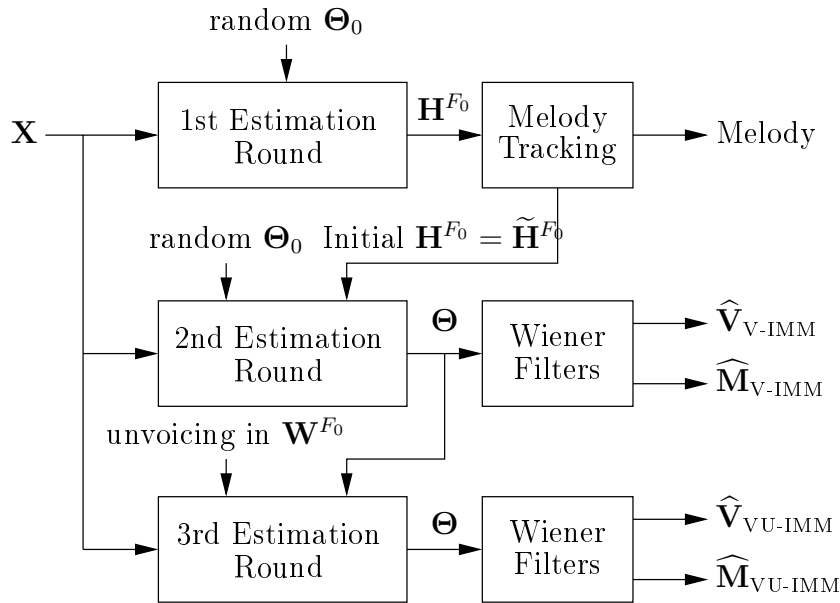 random Θ₀
X
1st Estimation
Round
H^{F₀}
Melody
Tracking
Melody
random Θ₀
Initial H^{F₀} = H̃^{F₀}
2nd Estimation
Round
Θ
Wiener
Filters
V̂_{V-IMM}
M̂_{V-IMM}
unvoicing in W^{F₀}
3rd Estimation
Round
Θ
Wiener
Filters
V̂_{VU-IMM}
M̂_{VU-IMM}